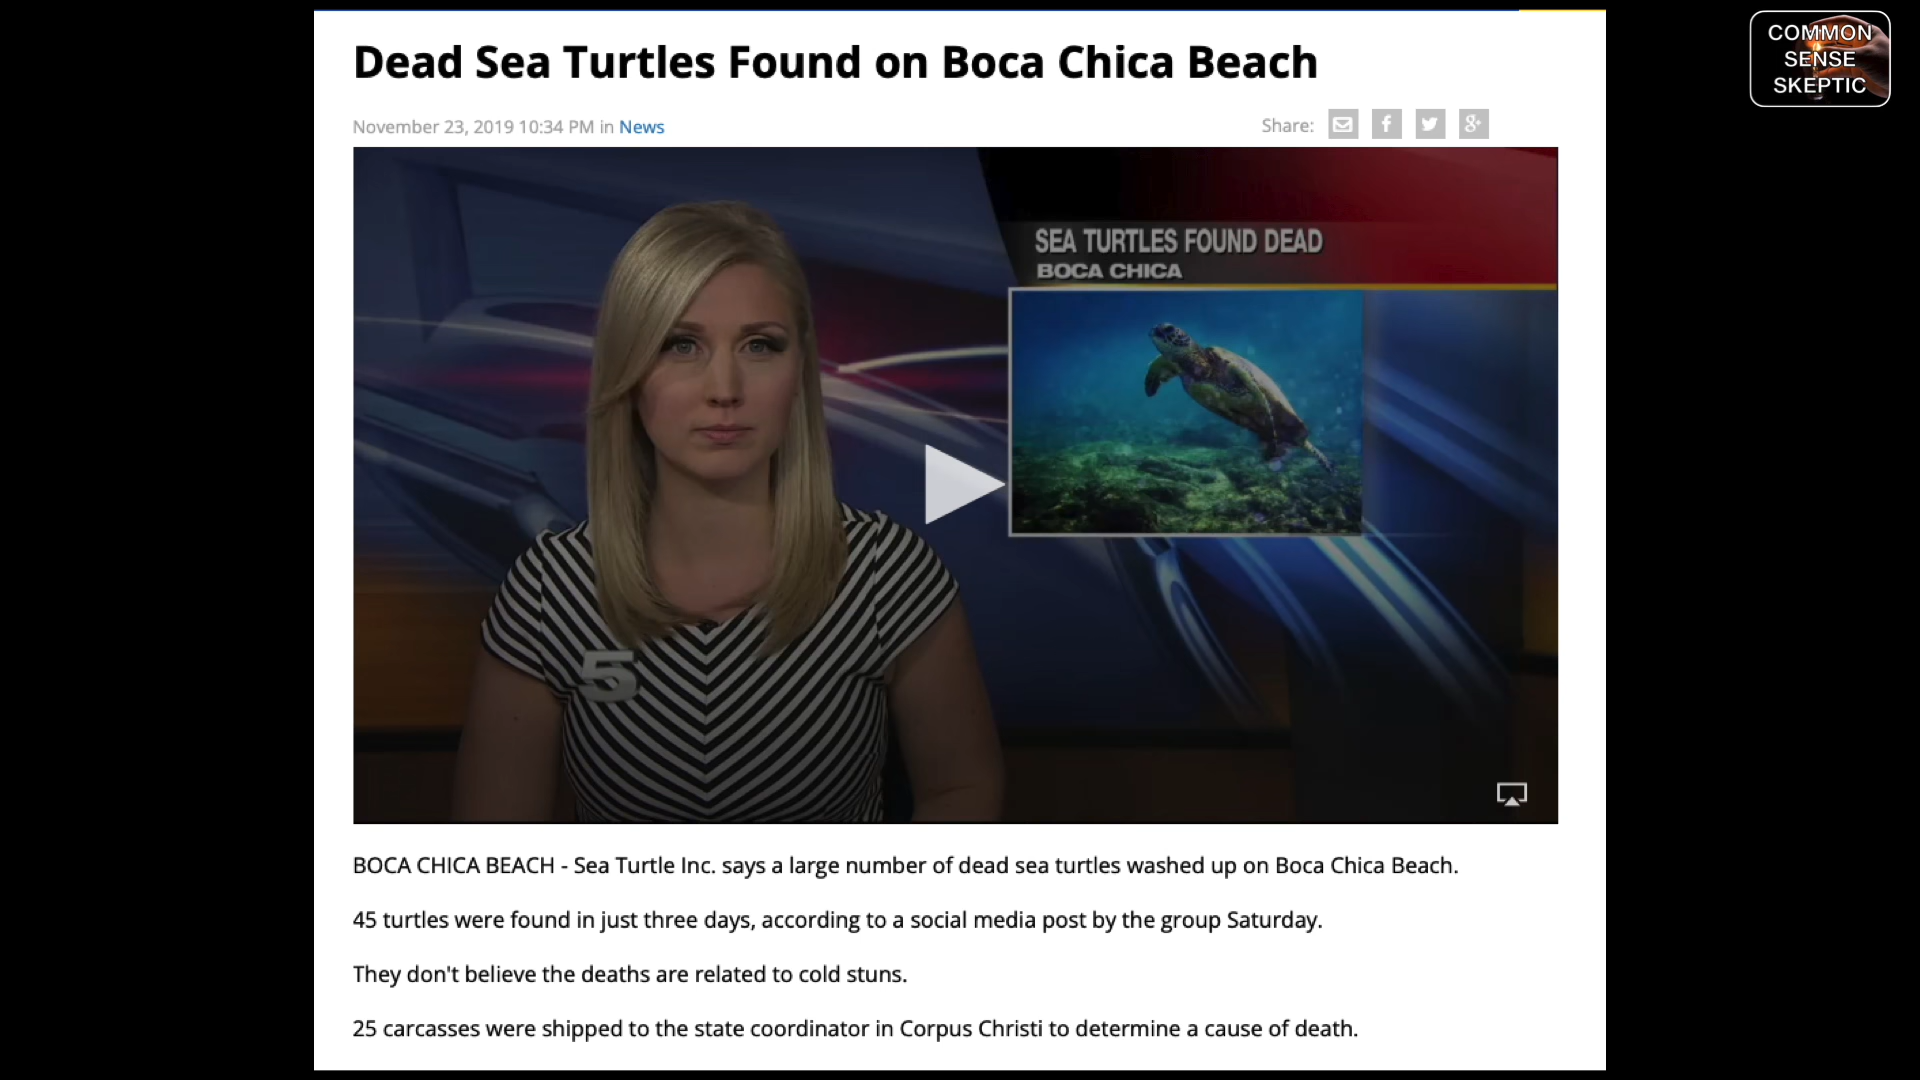 COMMON
SENSE
SKEPTIC
Dead Sea Turtles Found on Boca Chica Beach
November 23, 2019 10:34 PM in News
Share:
SEA TURTLES FOUND DEAD
BOCA CHICA
5
BOCA CHICA BEACH - Sea Turtle Inc. says a large number of dead sea turtles washed up on Boca Chica Beach.
45 turtles were found in just three days, according to a social media post by the group Saturday.
They don't believe the deaths are related to cold stuns.
25 carcasses were shipped to the state coordinator in Corpus Christi to determine a cause of death.